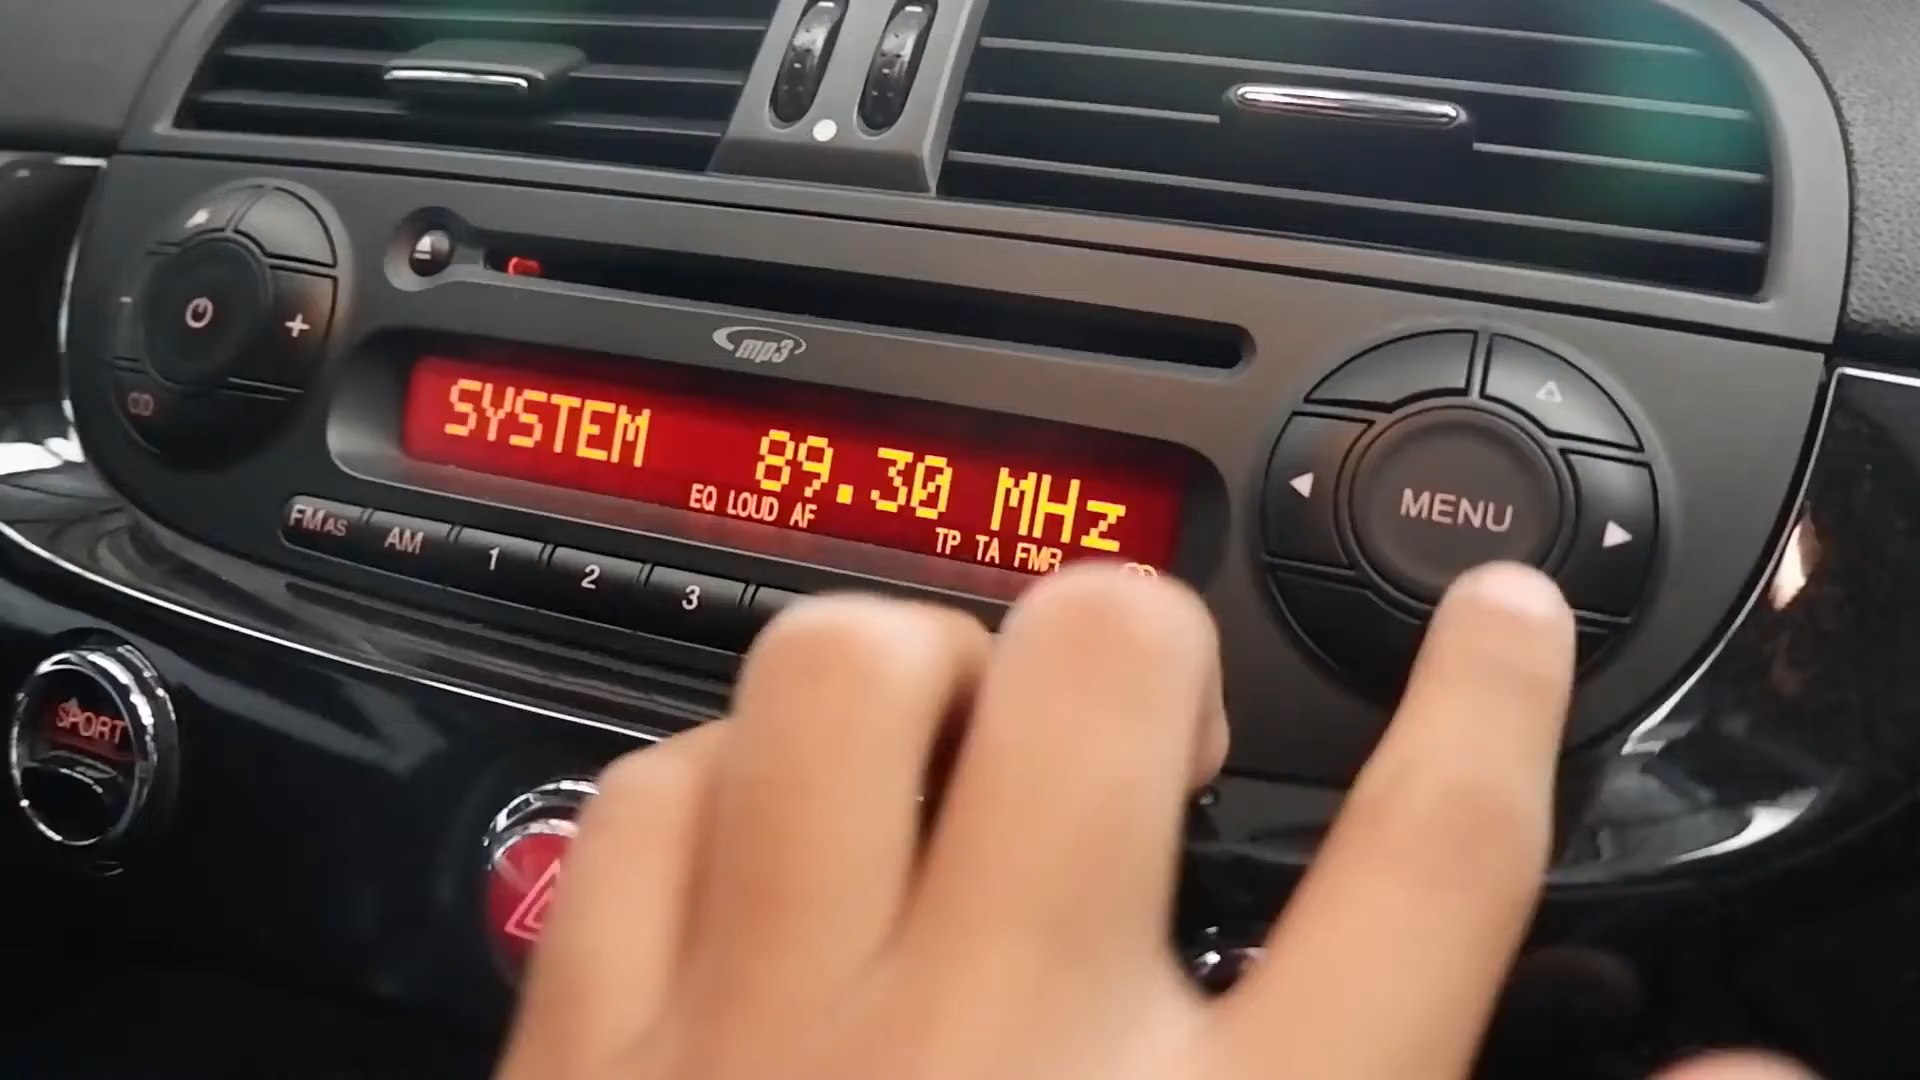 mp3
SYSTEM 89.30 MHz
EQ LOUD AF TP TA FMR
FM AS AM 1 2 3
MENU
SPORT